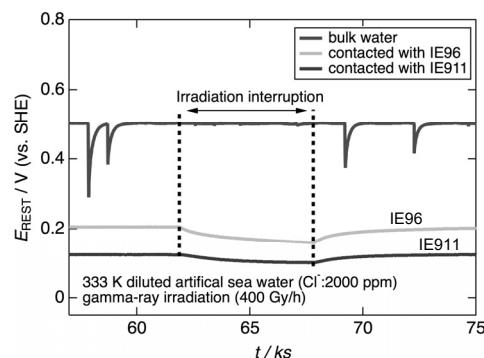 bulk water
contacted with IE96
contacted with IE911
Irradiation interruption
IE96
IE911
333 K diluted artifical sea water (Cl⁻:2000 ppm)
gamma-ray irradiation (400 Gy/h)
E_REST / V (vs. SHE)
0.8
0.6
0.4
0.2
0
60
65
70
75
t / ks